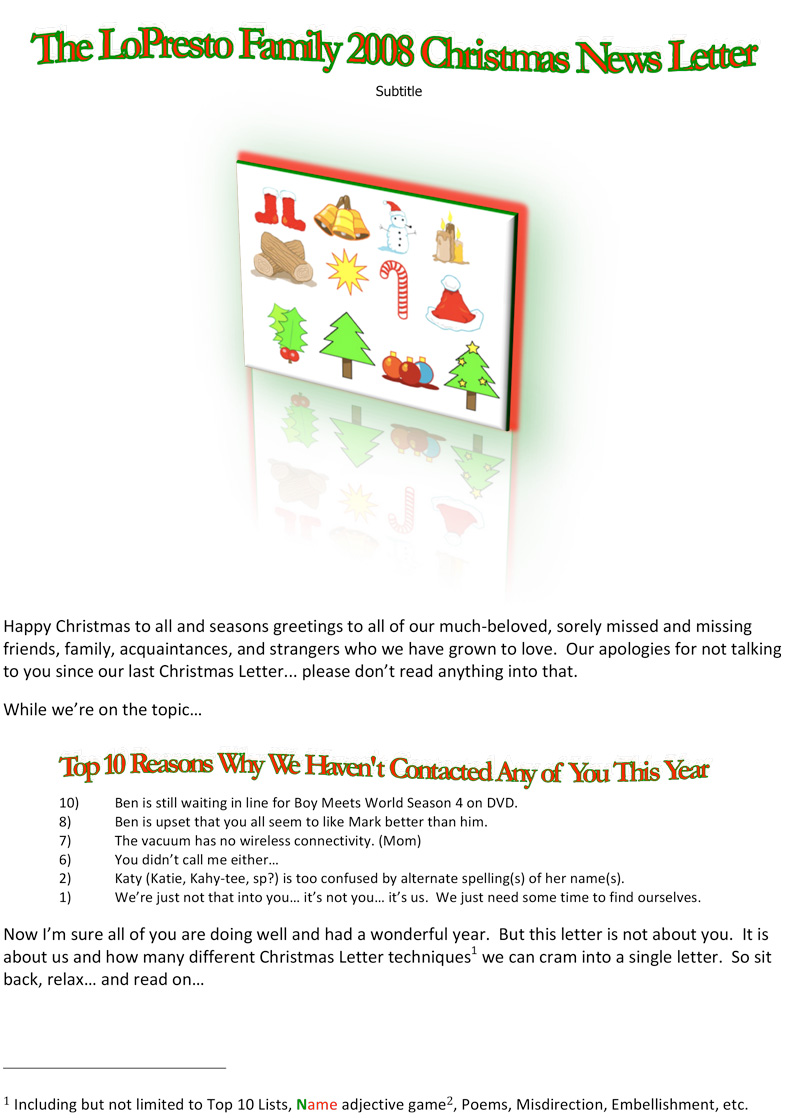 The LoPresto Family 2008 Christmas News Letter
Subtitle
Happy Christmas to all and seasons greetings to all of our much-beloved, sorely missed and missing
friends, family, acquaintances, and strangers who we have grown to love.  Our apologies for not talking
to you since our last Christmas Letter... please don’t read anything into that.
While we’re on the topic…
Top 10 Reasons Why We Haven't Contacted Any of You This Year
10) Ben is still waiting in line for Boy Meets World Season 4 on DVD.
8) Ben is upset that you all seem to like Mark better than him.
7) The vacuum has no wireless connectivity. (Mom)
6) You didn’t call me either…
2) Katy (Katie, Kahy-tee, sp?) is too confused by alternate spelling(s) of her name(s).
1) We’re just not that into you… it’s not you… it’s us.  We just need some time to find ourselves.
Now I’m sure all of you are doing well and had a wonderful year.  But this letter is not about you.  It is
about us and how many different Christmas Letter techniques¹ we can cram into a single letter.  So sit
back, relax… and read on…
¹ Including but not limited to Top 10 Lists, Name adjective game², Poems, Misdirection, Embellishment, etc.